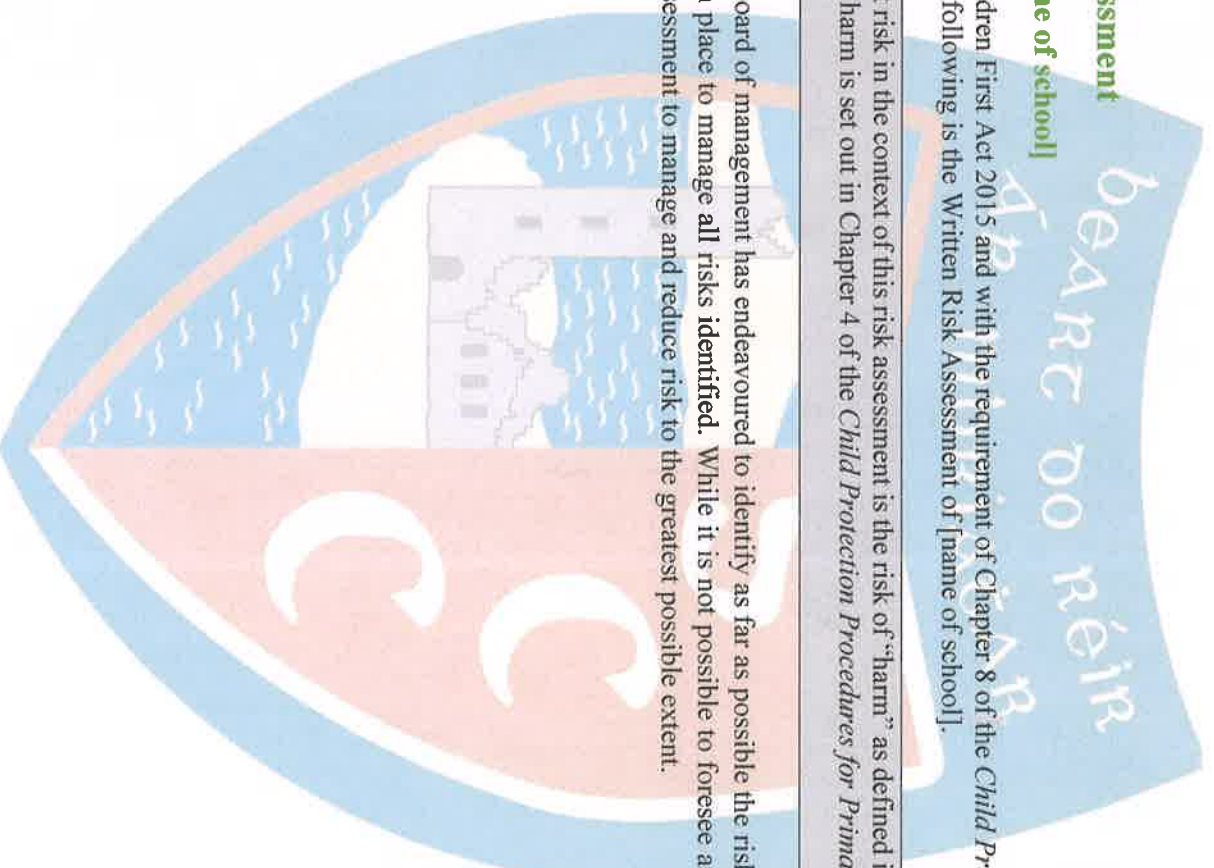 ssment
ne of school]
dren First Act 2015 and with the requirement of Chapter 8 of the Child Pr
following is the Written Risk Assessment of [name of school].
risk in the context of this risk assessment is the risk of “harm” as defined i
harm is set out in Chapter 4 of the Child Protection Procedures for Prima
oard of management has endeavoured to identify as far as possible the risk
place to manage all risks identified. While it is not possible to foresee a
essment to manage and reduce risk to the greatest possible extent.
beart do réir
ár
S
C
C